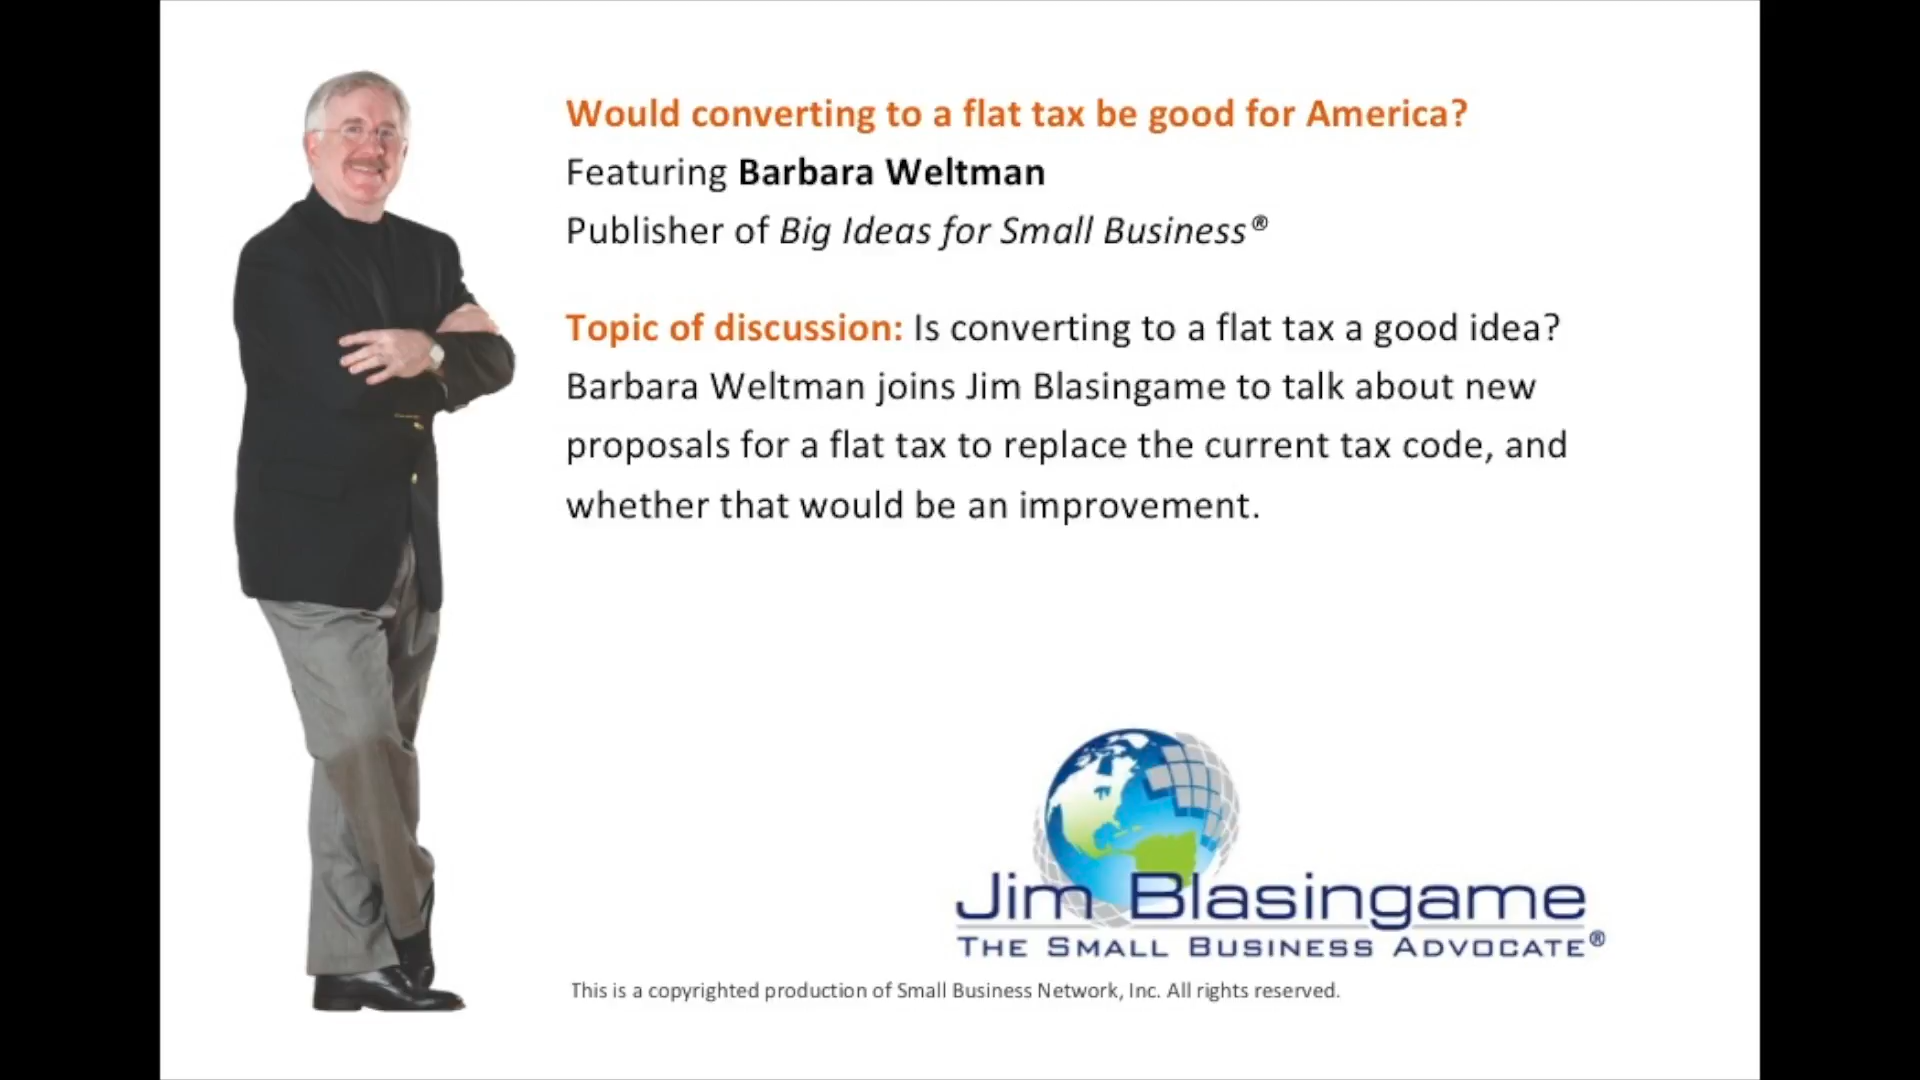 Would converting to a flat tax be good for America?
Featuring Barbara Weltman
Publisher of Big Ideas for Small Business®
Topic of discussion: Is converting to a flat tax a good idea?
Barbara Weltman joins Jim Blasingame to talk about new
proposals for a flat tax to replace the current tax code, and
whether that would be an improvement.
Jim Blasingame
THE SMALL BUSINESS ADVOCATE®
This is a copyrighted production of Small Business Network, Inc. All rights reserved.